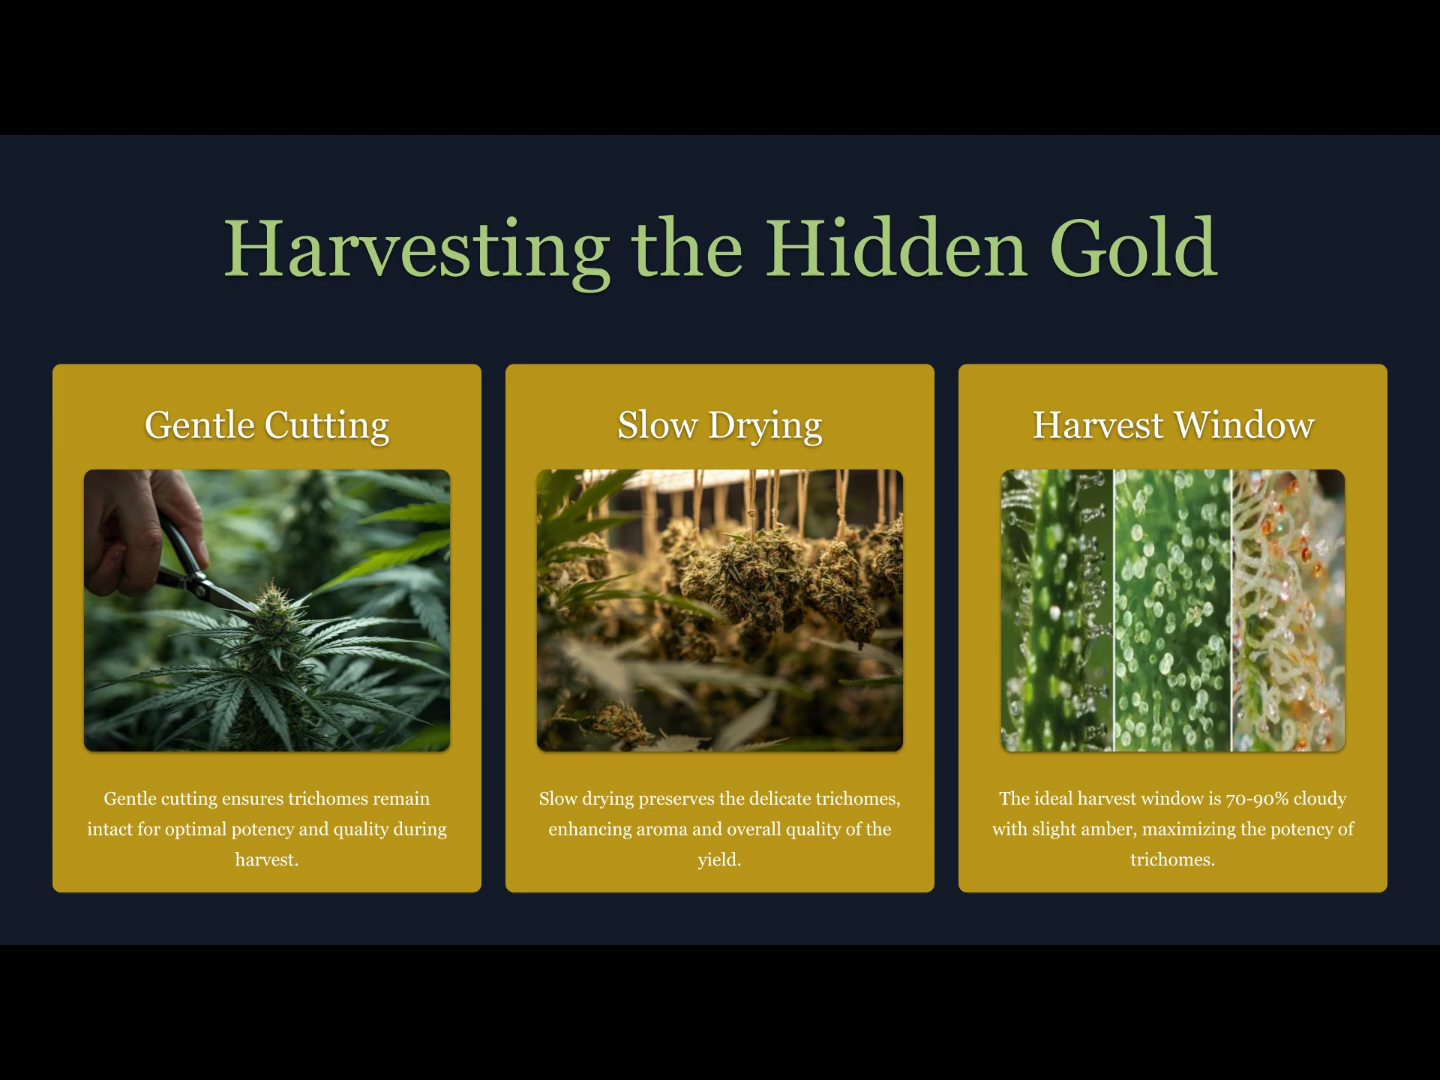 Harvesting the Hidden Gold
Gentle Cutting
Gentle cutting ensures trichomes remain
intact for optimal potency and quality during
harvest.
Slow Drying
Slow drying preserves the delicate trichomes,
enhancing aroma and overall quality of the
yield.
Harvest Window
The ideal harvest window is 70-90% cloudy
with slight amber, maximizing the potency of
trichomes.